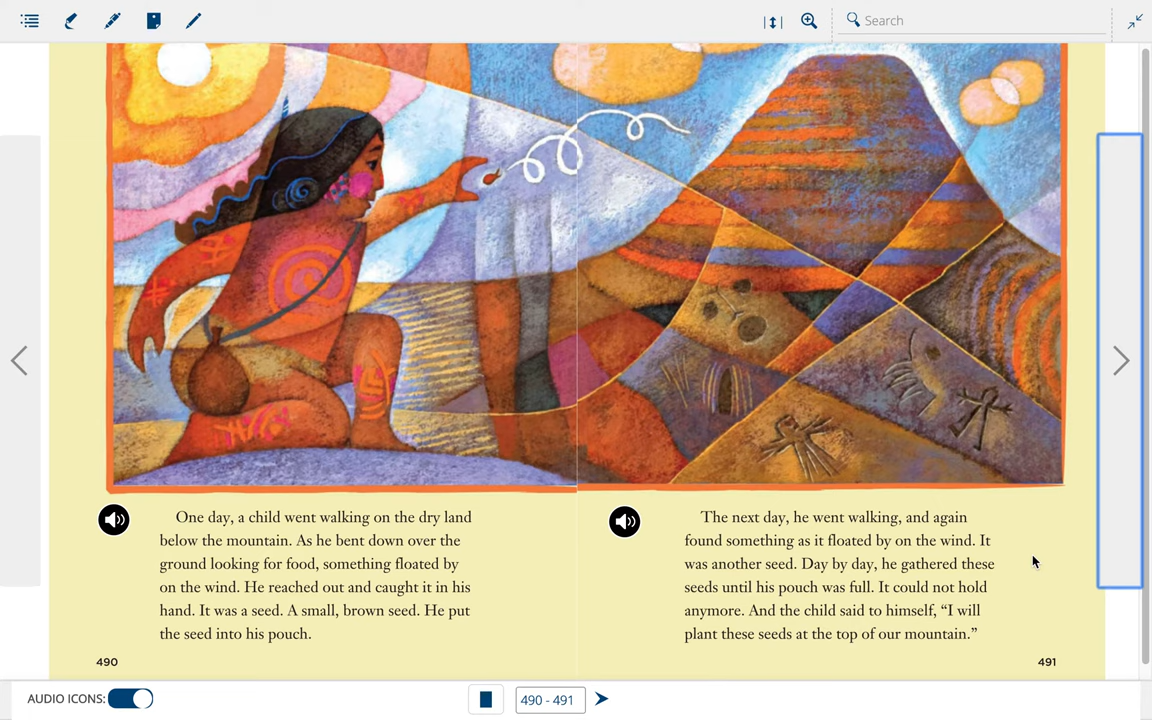 Search
One day, a child went walking on the dry land
below the mountain. As he bent down over the
ground looking for food, something floated by
on the wind. He reached out and caught it in his
hand. It was a seed. A small, brown seed. He put
the seed into his pouch.
490
The next day, he went walking, and again
found something as it floated by on the wind. It
was another seed. Day by day, he gathered these
seeds until his pouch was full. It could not hold
anymore. And the child said to himself, “I will
plant these seeds at the top of our mountain.”
491
AUDIO ICONS:
490 - 491